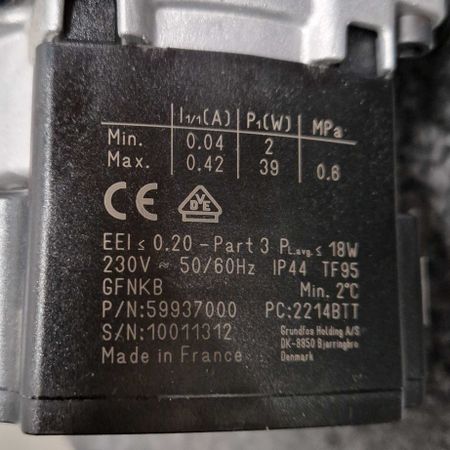 I1/1(A) P1(W) MPa
Min. 0.04 2
Max. 0.42 39 0.6
CE VDE
EEI ≤ 0.20 – Part 3 PL,avg. ≤ 18W
230V ~ 50/60Hz IP44 TF95
GFNKB Min. 2°C
P/N:59937000 PC:2214BTT
S/N:10011312 Grundfos Holding A/S
DK-8850 Bjerringbro
Made in France Denmark